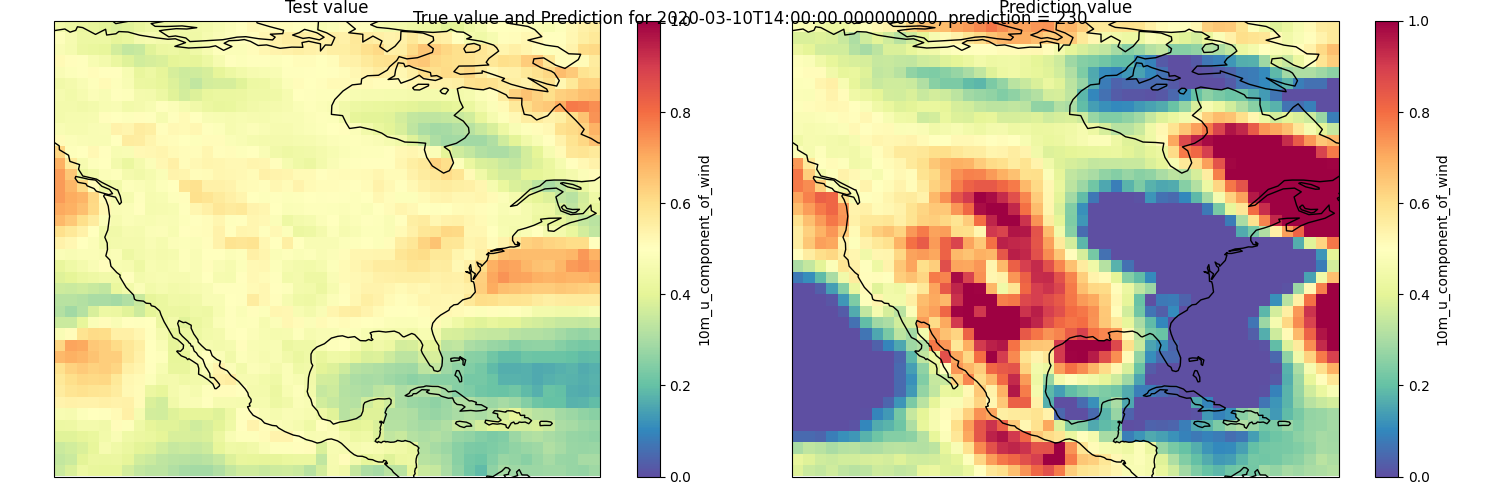 Test value
True value and Prediction for 2020-03-10T14:00:00.000000000, prediction = 230
Prediction value
1.0
0.8
0.6
0.4
0.2
0.0
10m_u_component_of_wind
1.0
0.8
0.6
0.4
0.2
0.0
10m_u_component_of_wind